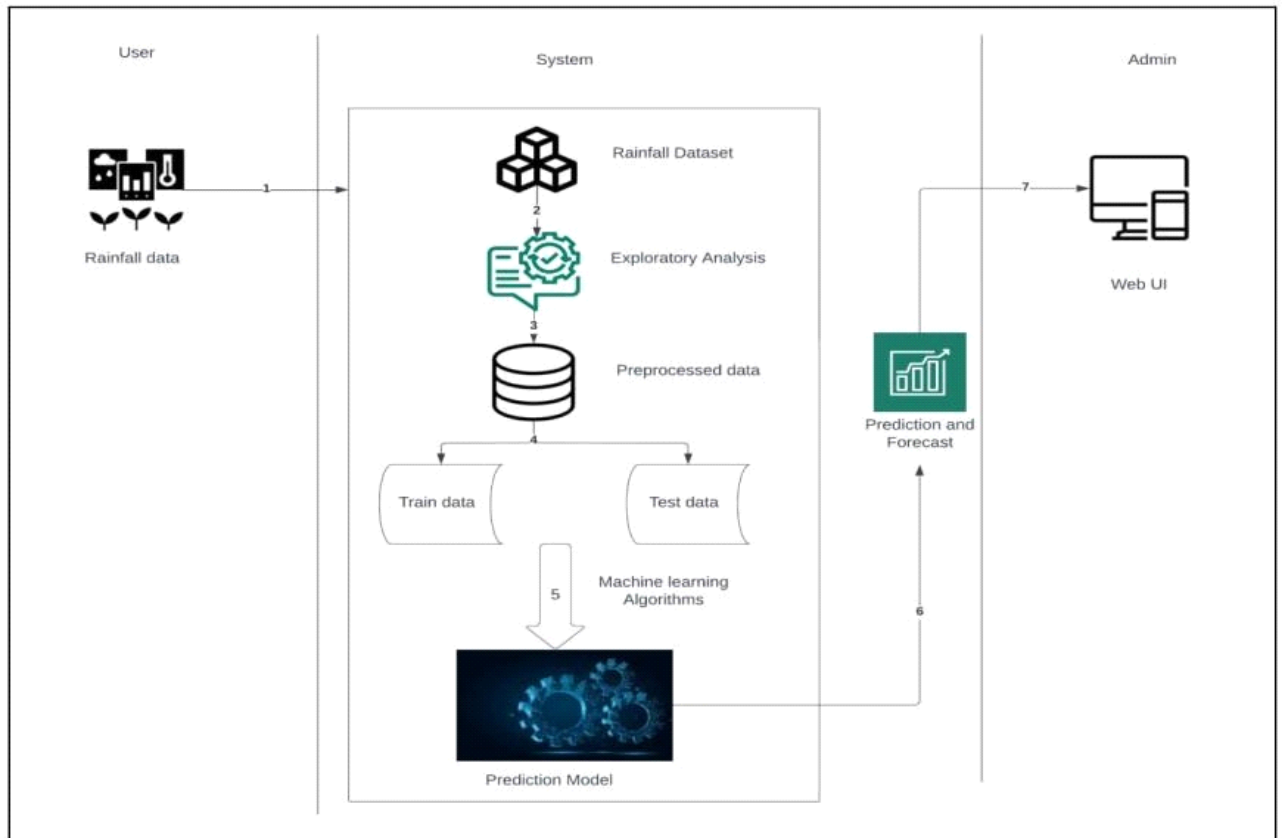 User
System
Admin
Rainfall Dataset
1
2
7
Rainfall data
Exploratory Analysis
Web UI
3
Preprocessed data
4
Prediction and
Forecast
Train data
Test data
5
Machine learning
Algorithms
6
Prediction Model